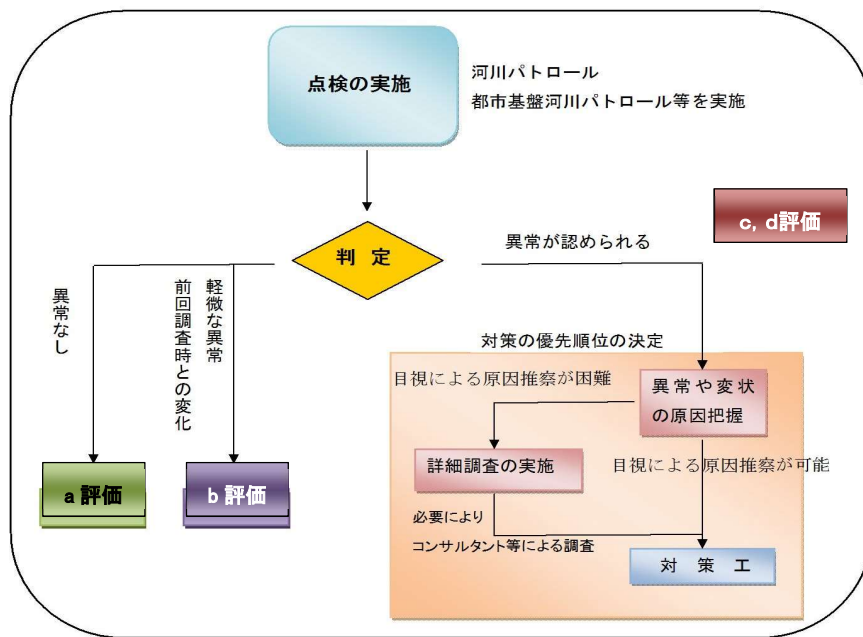 点検の実施
河川パトロール
都市基盤河川パトロール等を実施
c, d評価
判 定
異常が認められる
異常なし
軽微な異常
前回調査時との変化
対策の優先順位の決定
目視による原因推察が困難
異常や変状
の原因把握
a 評価
b 評価
詳細調査の実施
目視による原因推察が可能
必要により
コンサルタント等による調査
対 策 工